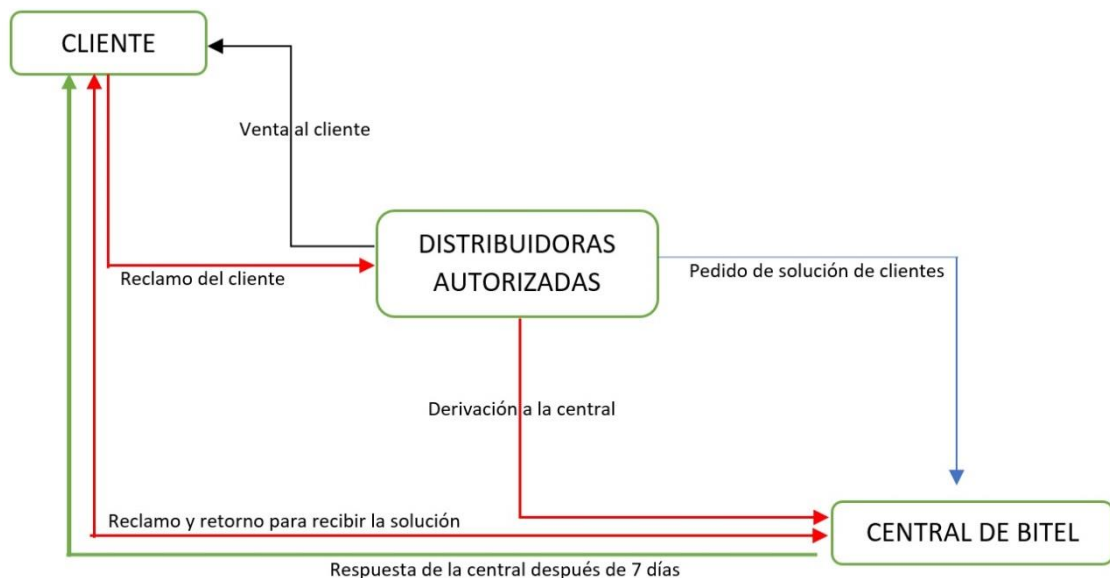 CLIENTE
Venta al cliente
DISTRIBUIDORAS
AUTORIZADAS
Reclamo del cliente
Pedido de solución de clientes
Derivación a la central
Reclamo y retorno para recibir la solución
CENTRAL DE BITEL
Respuesta de la central después de 7 días